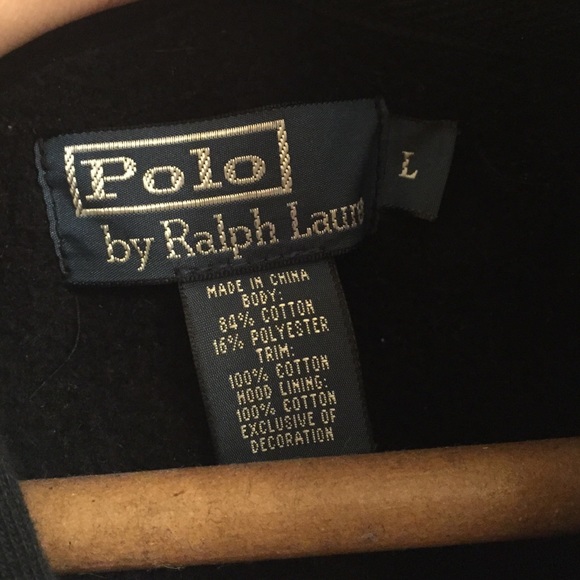 Polo
by Ralph Laure
L
MADE IN CHINA
BODY:
84% COTTON
16% POLYESTER
TRIM:
100% COTTON
HOOD LINING:
100% COTTON
EXCLUSIVE OF
DECORATION